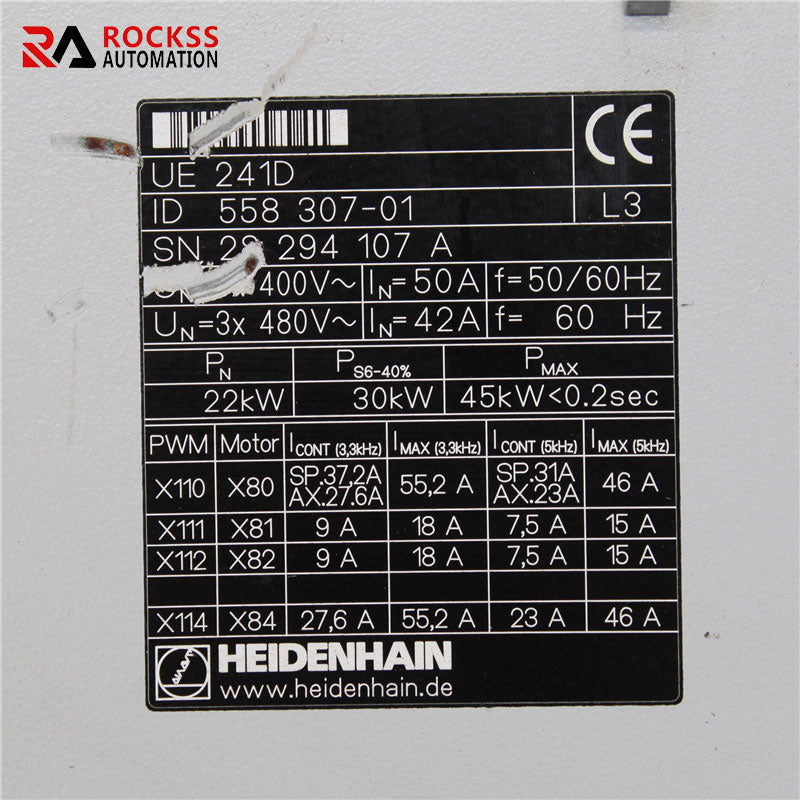 RA ROCKSS
AUTOMATION
CE
UE 241D
ID 558 307-01
L3
SN 294 107 A
400V~ IN=50A f=50/60Hz
UN=3x 480V~ IN=42A f= 60 Hz
PN PS6-40% PMAX
22kW 30kW 45kW<0.2sec
PWM Motor ICONT (3,3kHz) IMAX (3,3kHz) ICONT (5kHz) IMAX (5kHz)
X110 X80 SP.37,2A AX.27.6A 55,2 A SP.31A AX.23A 46 A
X111 X81 9 A 18 A 7,5 A 15 A
X112 X82 9 A 18 A 7,5 A 15 A
X114 X84 27,6 A 55,2 A 23 A 46 A
HEIDENHAIN
www.heidenhain.de